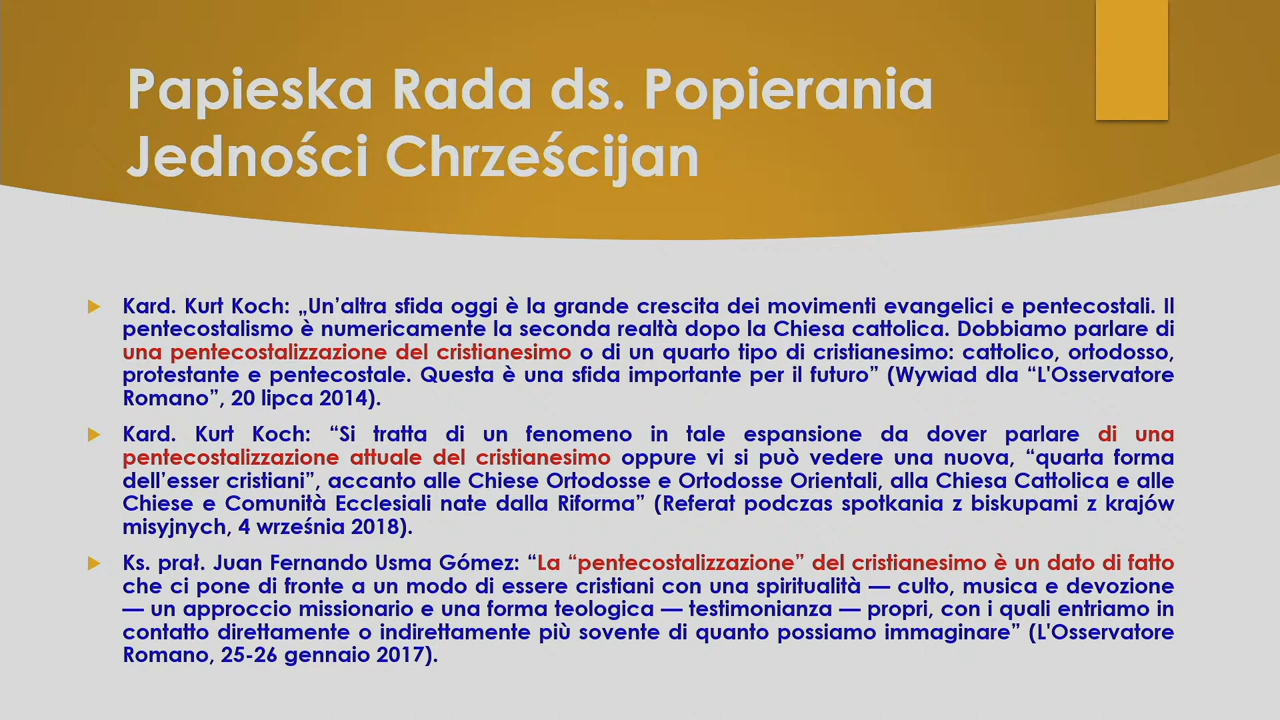 Papieska Rada ds. Popierania
Jedności Chrześcijan
Kard. Kurt Koch: „Un’altra sfida oggi è la grande crescita dei movimenti evangelici e pentecostali. Il
pentecostalismo è numericamente la seconda realtà dopo la Chiesa cattolica. Dobbiamo parlare di
una pentecostalizzazione del cristianesimo o di un quarto tipo di cristianesimo: cattolico, ortodosso,
protestante e pentecostale. Questa è una sfida importante per il futuro” (Wywiad dla “L'Osservatore
Romano”, 20 lipca 2014).
Kard. Kurt Koch: “Si tratta di un fenomeno in tale espansione da dover parlare di una
pentecostalizzazione attuale del cristianesimo oppure vi si può vedere una nuova, “quarta forma
dell’esser cristiani”, accanto alle Chiese Ortodosse e Ortodosse Orientali, alla Chiesa Cattolica e alle
Chiese e Comunità Ecclesiali nate dalla Riforma” (Referat podczas spotkania z biskupami z krajów
misyjnych, 4 września 2018).
Ks. prał. Juan Fernando Usma Gómez: “La “pentecostalizzazione” del cristianesimo è un dato di fatto
che ci pone di fronte a un modo di essere cristiani con una spiritualità — culto, musica e devozione
— un approccio missionario e una forma teologica — testimonianza — propri, con i quali entriamo in
contatto direttamente o indirettamente più sovente di quanto possiamo immaginare” (L'Osservatore
Romano, 25-26 gennaio 2017).